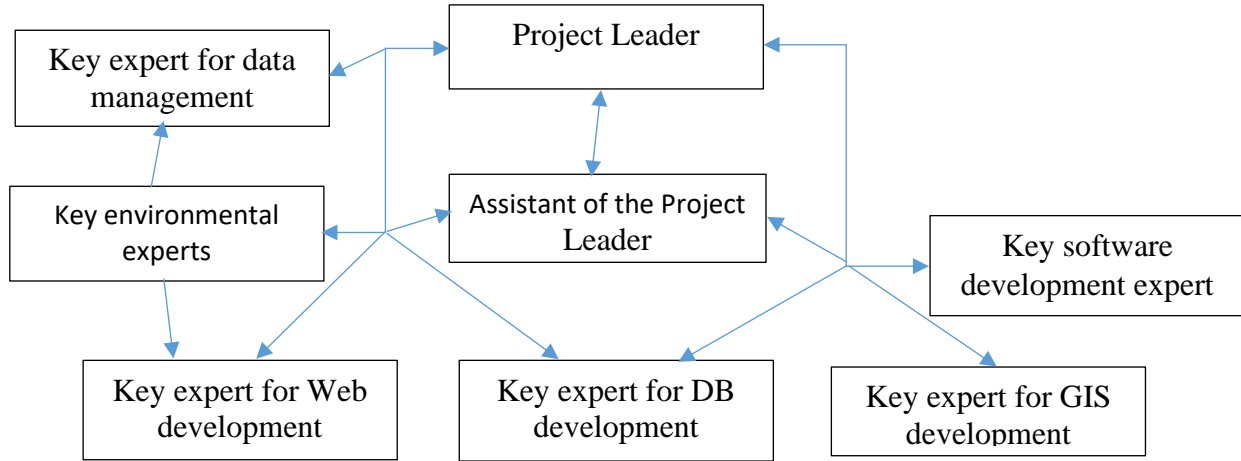 Project Leader
Key expert for data
management
Key environmental
experts
Assistant of the Project
Leader
Key software
development expert
Key expert for Web
development
Key expert for DB
development
Key expert for GIS
development